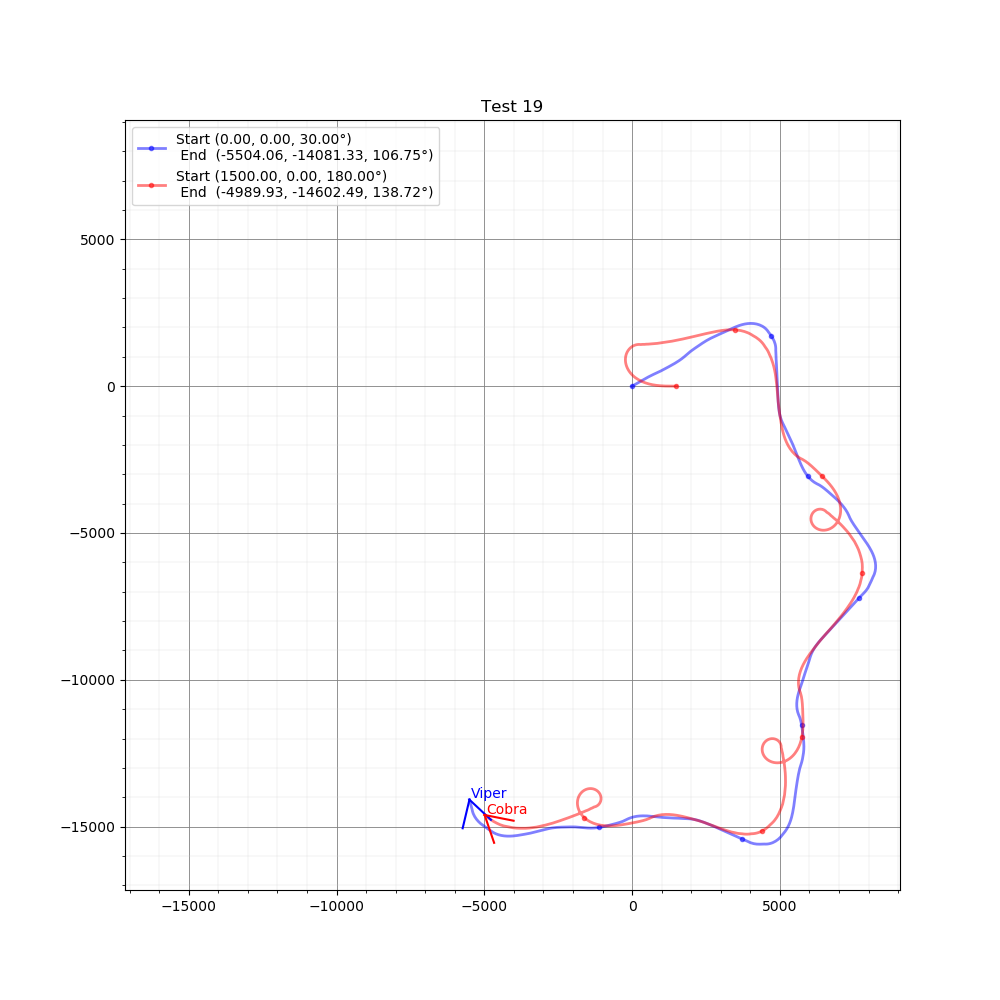 Test 19
Start (0.00, 0.00, 30.00°)
End (-5504.06, -14081.33, 106.75°)
Start (1500.00, 0.00, 180.00°)
End (-4989.93, -14602.49, 138.72°)
5000
0
−5000
−10000
−15000
Viper
Cobra
−15000
−10000
−5000
0
5000